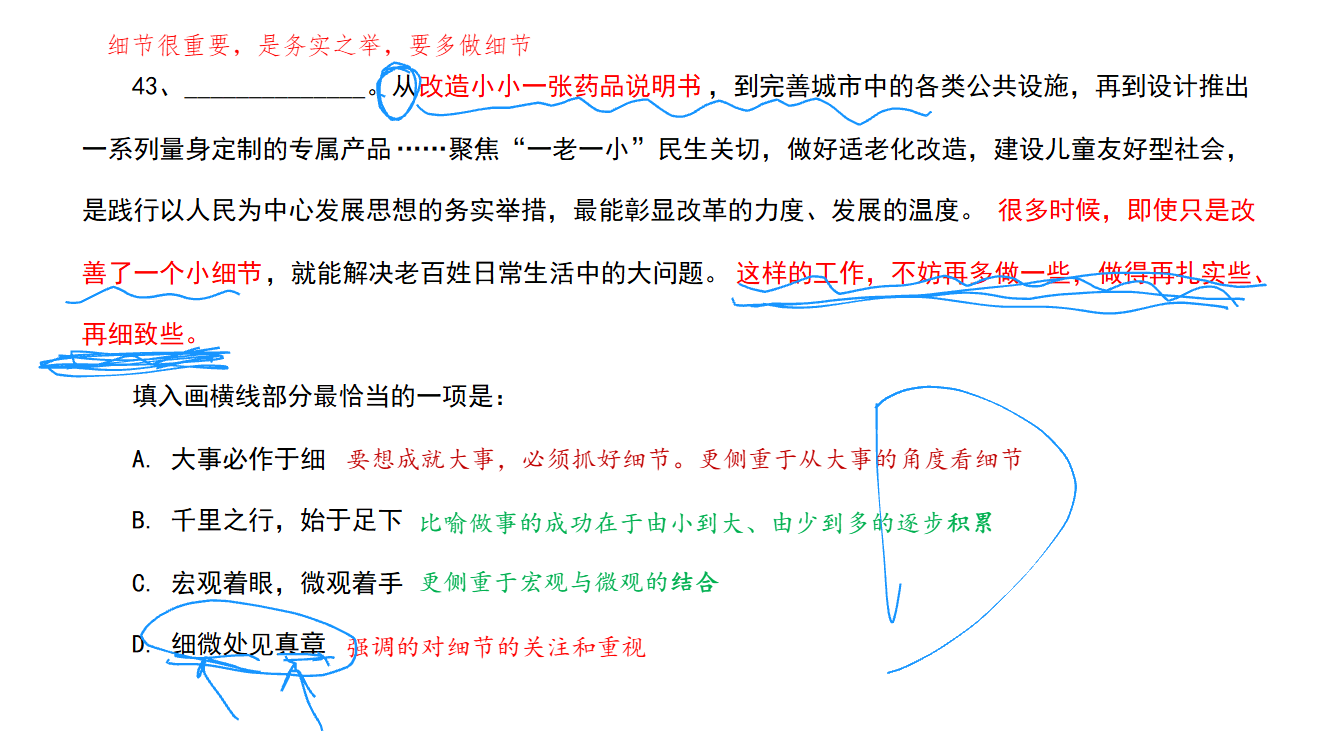 细节很重要，是务实之举，要多做细节
43、______________。从改造小小一张药品说明书，到完善城市中的各类公共设施，再到设计推出
一系列量身定制的专属产品……聚焦“一老一小”民生关切，做好适老化改造，建设儿童友好型社会，
是践行以人民为中心发展思想的务实举措，最能彰显改革的力度、发展的温度。很多时候，即使只是改
善了一个小细节，就能解决老百姓日常生活中的大问题。这样的工作，不妨再多做一些，做得再扎实些、
再细致些。
填入画横线部分最恰当的一项是：
A. 大事必作于细 要想成就大事，必须抓好细节。更侧重于从大事的角度看细节
B. 千里之行，始于足下 比喻做事的成功在于由小到大、由少到多的逐步积累
C. 宏观着眼，微观着手 更侧重于宏观与微观的结合
D. 细微处见真章 强调的对细节的关注和重视
D